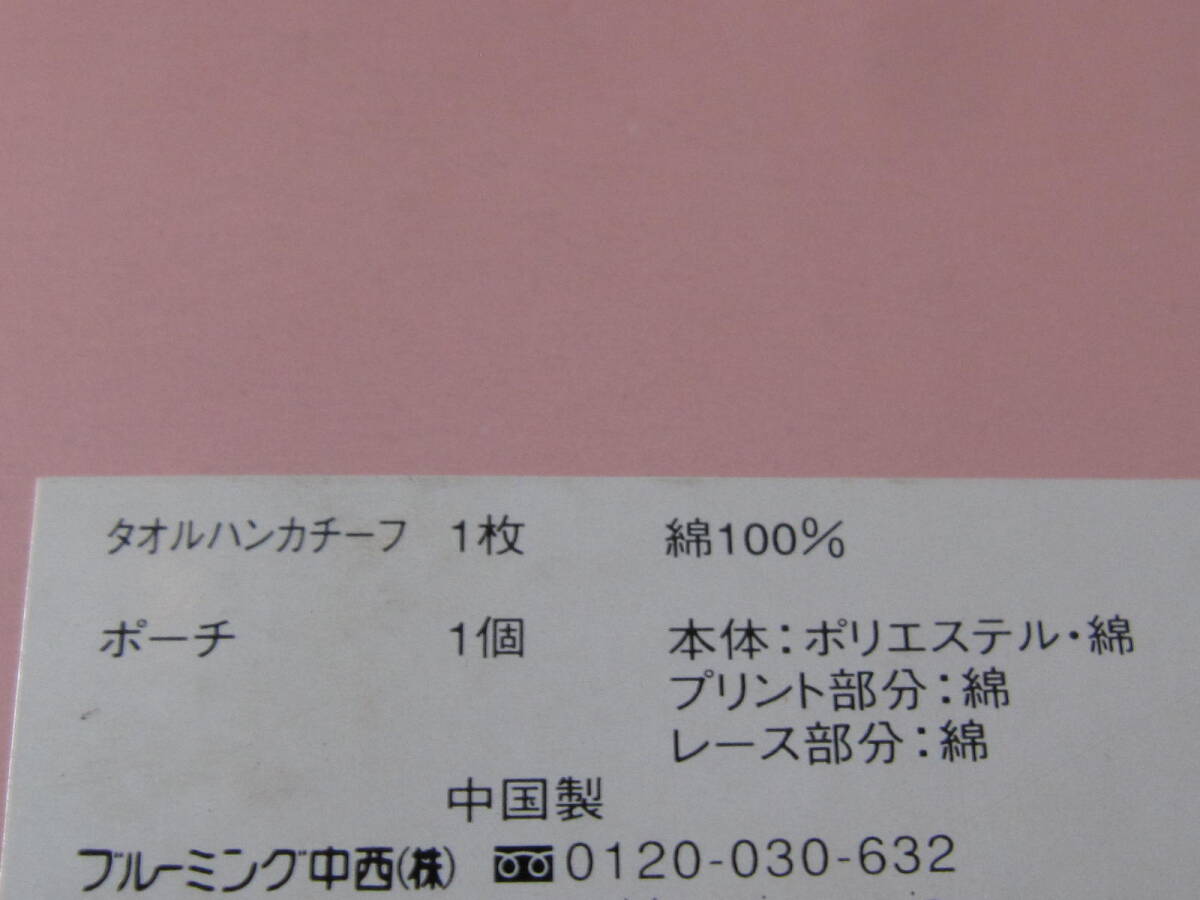 タオルハンカチーフ 1枚 綿100%
ポーチ 1個 本体:ポリエステル・綿
プリント部分:綿
レース部分:綿
中国製
ブルーミング中西(株) 0120-030-632